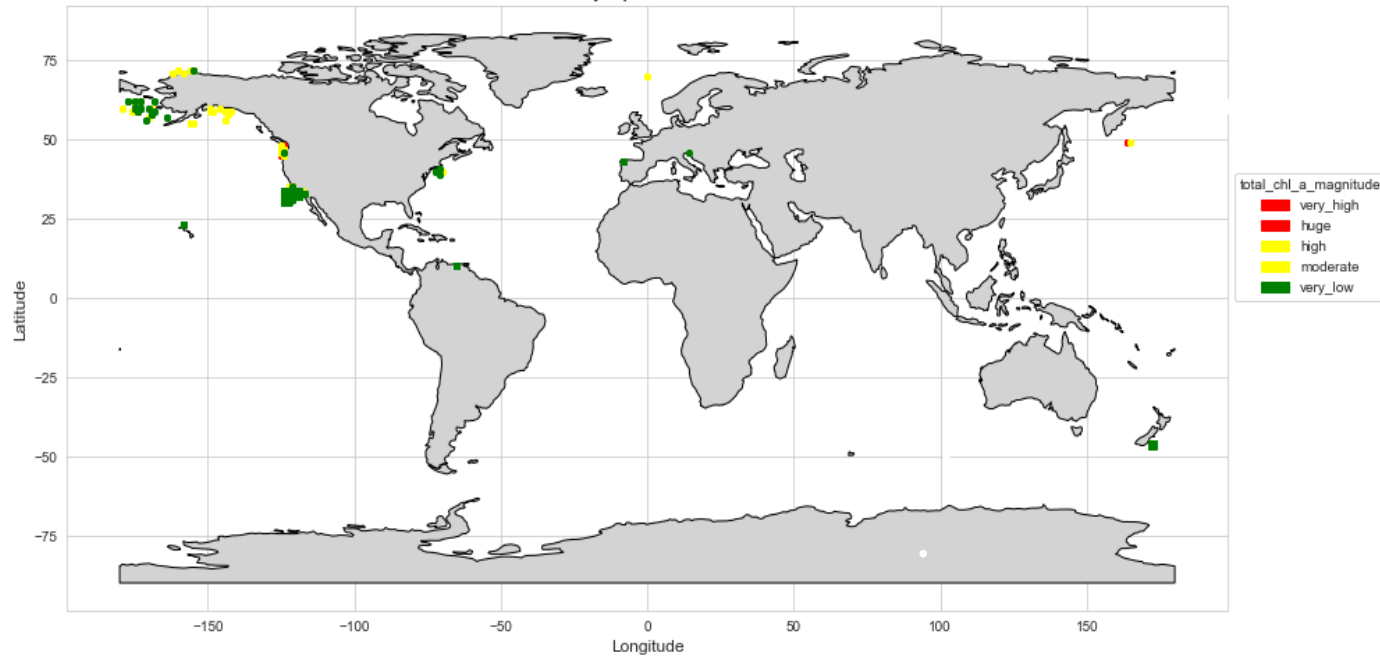 75
50
25
0
−25
−50
−75
Latitude
−150
−100
−50
0
50
100
150
Longitude
total_chl_a_magnitude
very_high
huge
high
moderate
very_low